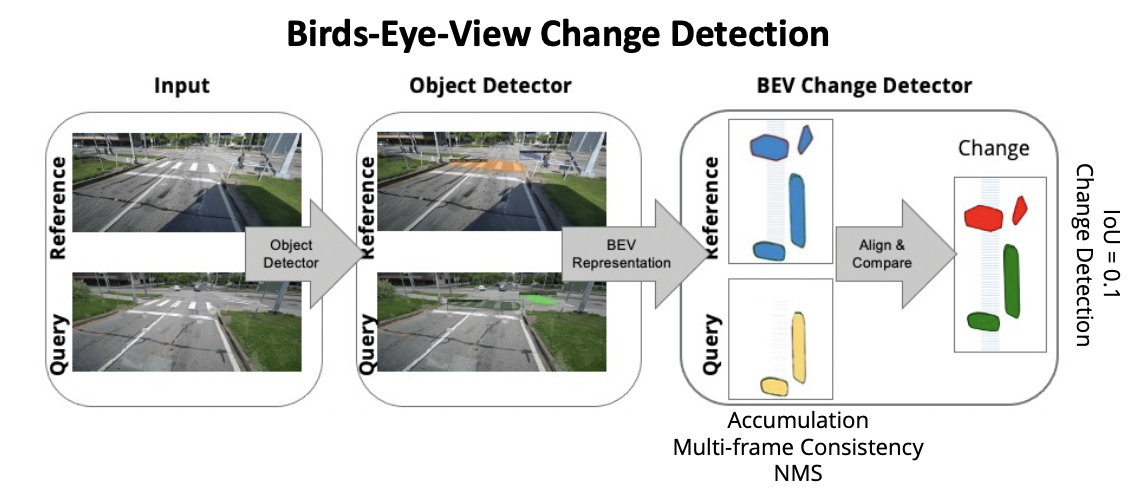 Birds-Eye-View Change Detection
Input
Object Detector
BEV Change Detector
Reference
Query
Object
Detector
Reference
Query
BEV
Representation
Reference
Query
Align &
Compare
Change
IoU = 0.1
Change Detection
Accumulation
Multi-frame Consistency
NMS